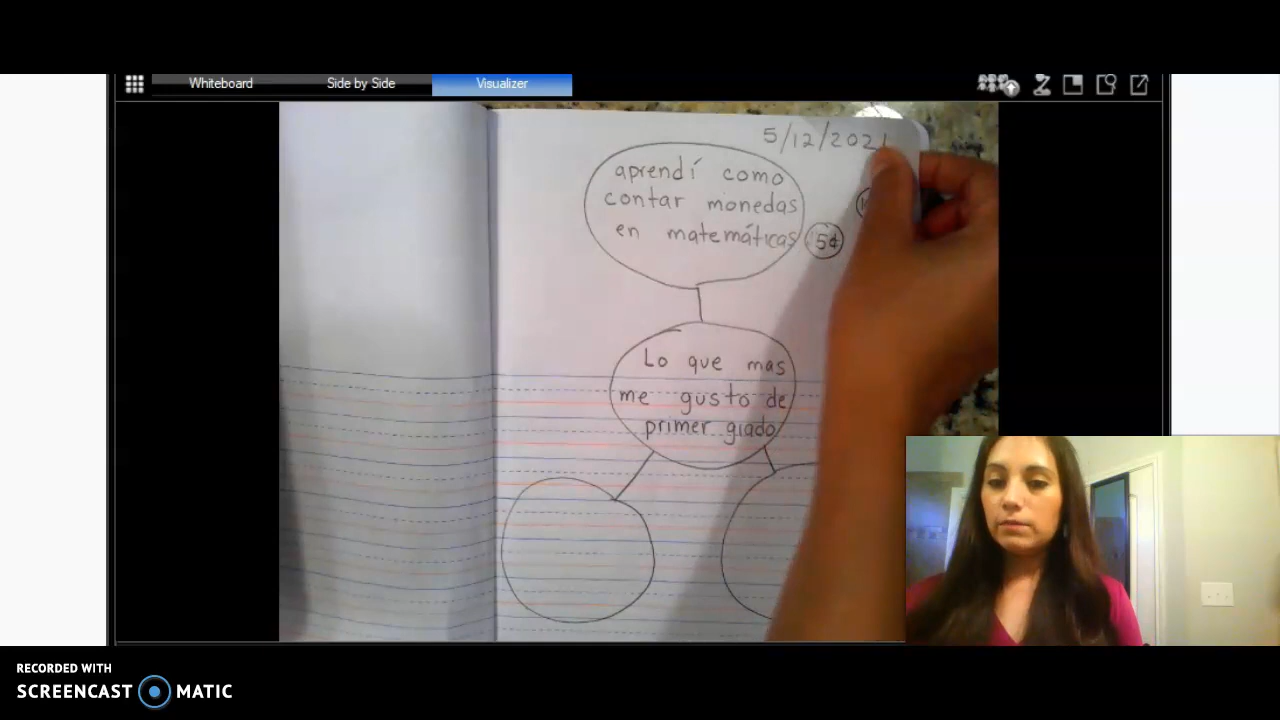 Whiteboard
Side by Side
Visualizer
5/12/2021
aprendí como
contar monedas
en matemáticas
5¢
Lo que mas
me gusto de
primer grado
RECORDED WITH
SCREENCAST MATIC